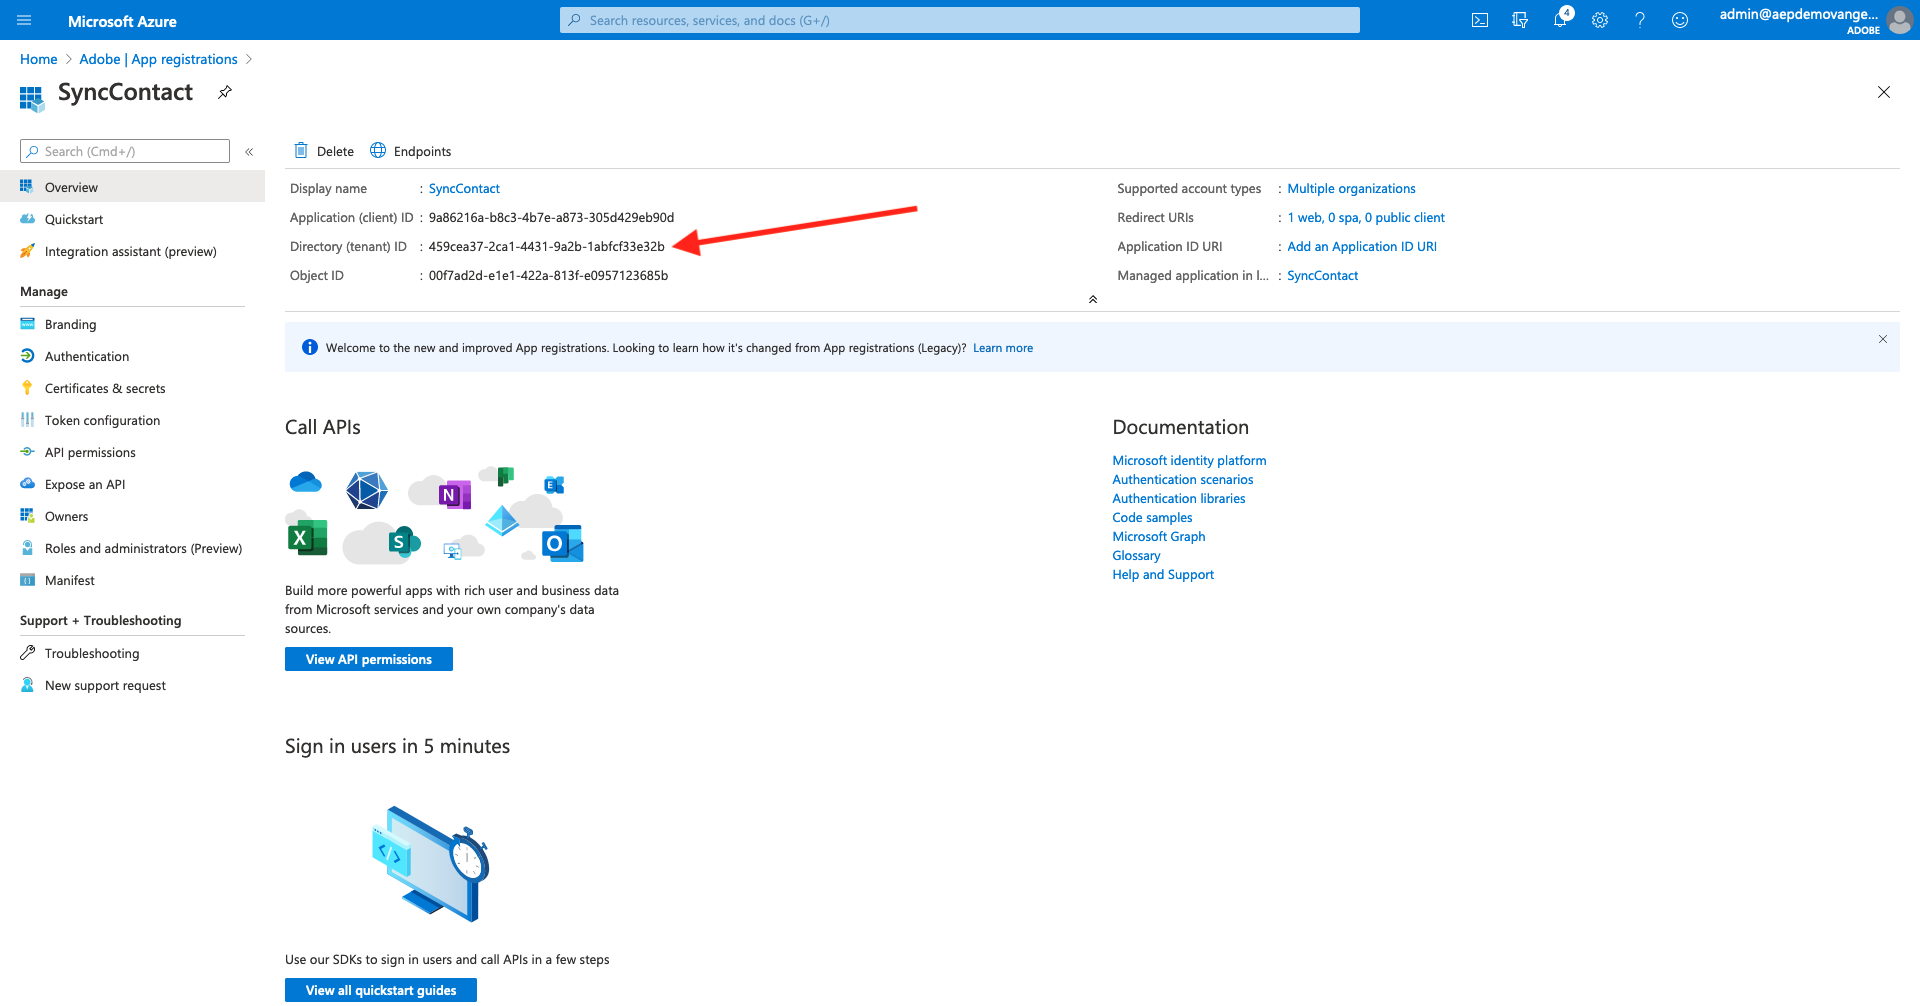 Microsoft Azure
Search resources, services, and docs (G+/)
4
admin@aepdemovange...
ADOBE
Home > Adobe | App registrations >
SyncContact
Search (Cmd+/)
«
Overview
Quickstart
Integration assistant (preview)
Manage
Branding
Authentication
Certificates & secrets
Token configuration
API permissions
Expose an API
Owners
Roles and administrators (Preview)
Manifest
Support + Troubleshooting
Troubleshooting
New support request
Delete
Endpoints
Display name : SyncContact
Application (client) ID : 9a86216a-b8c3-4b7e-a873-305d429eb90d
Directory (tenant) ID : 459cea37-2ca1-4431-9a2b-1abfcf33e32b
Object ID : 00f7ad2d-e1e1-422a-813f-e0957123685b
Supported account types : Multiple organizations
Redirect URIs : 1 web, 0 spa, 0 public client
Application ID URI : Add an Application ID URI
Managed application in l... : SyncContact
Welcome to the new and improved App registrations. Looking to learn how it's changed from App registrations (Legacy)? Learn more
Call APIs
N
E
X
S
O
Build more powerful apps with rich user and business data
from Microsoft services and your own company's data
sources.
View API permissions
Documentation
Microsoft identity platform
Authentication scenarios
Authentication libraries
Code samples
Microsoft Graph
Glossary
Help and Support
Sign in users in 5 minutes
</>
Use our SDKs to sign in users and call APIs in a few steps
View all quickstart guides